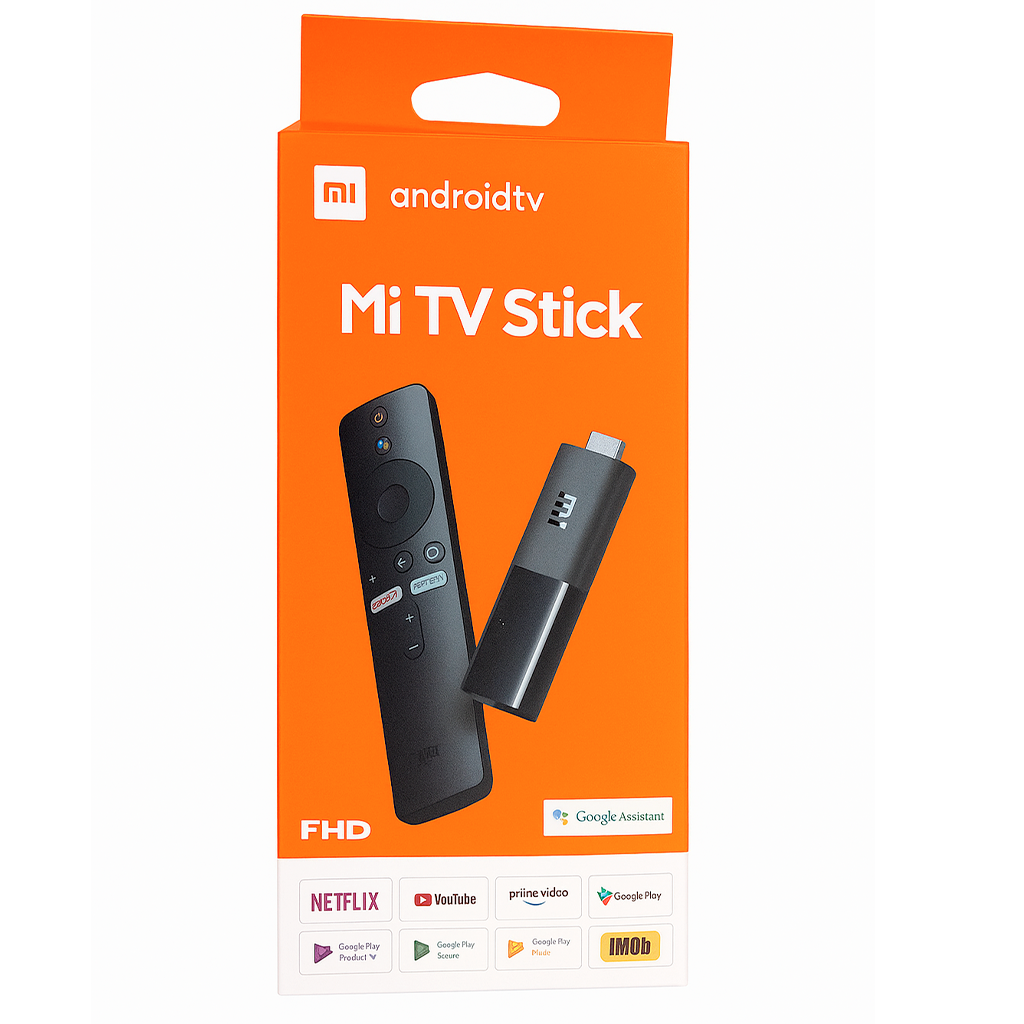 mi androidtv
Mi TV Stick
FHD
Google Assistant
NETFLIX
YouTube
priine vidco
Google Play
Google Play
Product
Google Play
Sceure
Google Play
Mude
IMOb